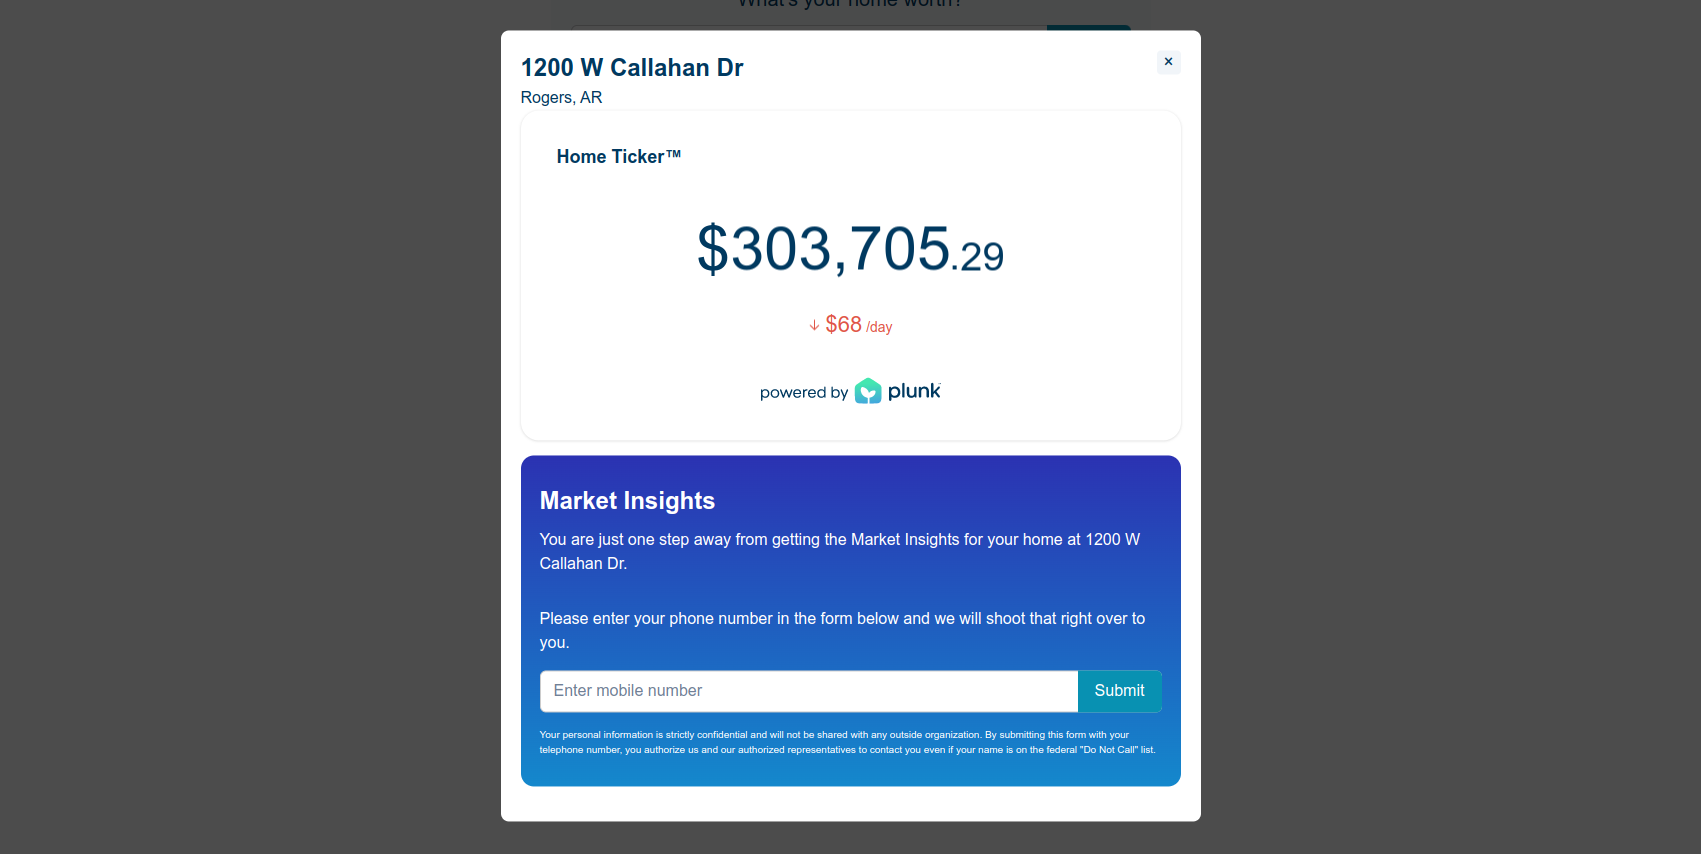 What's your home worth?
1200 W Callahan Dr
×
Rogers, AR
Home Ticker™
$303,705.29
↓ $68 /day
powered by plunk
Market Insights
You are just one step away from getting the Market Insights for your home at 1200 W
Callahan Dr.
Please enter your phone number in the form below and we will shoot that right over to
you.
Enter mobile number
Submit
Your personal information is strictly confidential and will not be shared with any outside organization. By submitting this form with your
telephone number, you authorize us and our authorized representatives to contact you even if your name is on the federal "Do Not Call" list.